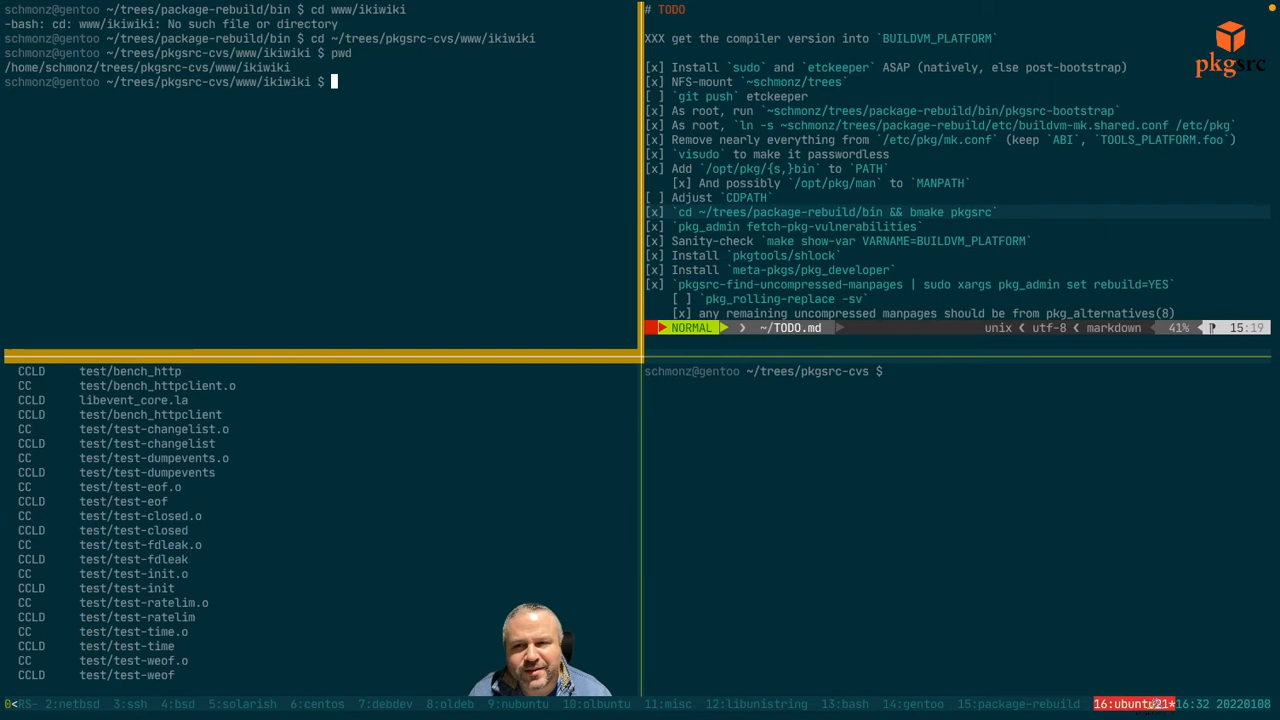 schmonz@gentoo ~/trees/package-rebuild/bin $ cd www/ikiwiki
-bash: cd: www/ikiwiki: No such file or directory
schmonz@gentoo ~/trees/package-rebuild/bin $ cd ~/trees/pkgsrc-cvs/www/ikiwiki
schmonz@gentoo ~/trees/pkgsrc-cvs/www/ikiwiki $ pwd
/home/schmonz/trees/pkgsrc-cvs/www/ikiwiki
schmonz@gentoo ~/trees/pkgsrc-cvs/www/ikiwiki $
# TODO
XXX get the compiler version into `BUILDVM_PLATFORM`
[x] Install `sudo` and `etckeeper` ASAP (natively, else post-bootstrap)
[x] NFS-mount `~schmonz/trees`
[ ] `git push` etckeeper
[x] As root, run `~schmonz/trees/package-rebuild/bin/pkgsrc-bootstrap`
[x] As root, `ln -s ~schmonz/trees/package-rebuild/etc/buildvm-mk.shared.conf /etc/pkg`
[x] Remove nearly everything from `/etc/pkg/mk.conf` (keep `ABI`, `TOOLS_PLATFORM.foo`)
[x] `visudo` to make it passwordless
[x] Add `/opt/pkg/{s,}bin` to `PATH`
[x] And possibly `/opt/pkg/man` to `MANPATH`
[ ] Adjust `CDPATH`
[x] `cd ~/trees/package-rebuild/bin && bmake pkgsrc`
[x] `pkg_admin fetch-pkg-vulnerabilities`
[x] Sanity-check `make show-var VARNAME=BUILDVM_PLATFORM`
[x] Install `pkgtools/shlock`
[x] Install `meta-pkgs/pkg_developer`
[x] `pkgsrc-find-uncompressed-manpages | sudo xargs pkg_admin set rebuild=YES`
[ ] `pkg_rolling-replace -sv`
[x] any remaining uncompressed manpages should be from pkg_alternatives(8)
NORMAL ❯ ~/TODO.md unix ❮ utf-8 ❮ markdown 41% 15:19
pkgsrc
CCLD test/bench_http
CC test/bench_httpclient.o
CCLD libevent_core.la
CCLD test/bench_httpclient
CC test/test-changelist.o
CCLD test/test-changelist
CC test/test-dumpevents.o
CCLD test/test-dumpevents
CC test/test-eof.o
CCLD test/test-eof
CC test/test-closed.o
CCLD test/test-closed
CC test/test-fdleak.o
CCLD test/test-fdleak
CC test/test-init.o
CCLD test/test-init
CC test/test-ratelim.o
CCLD test/test-ratelim
CC test/test-time.o
CCLD test/test-time
CC test/test-weof.o
CCLD test/test-weof
schmonz@gentoo ~/trees/pkgsrc-cvs $
0<RS- 2:netbsd 3:ssh 4:bsd 5:solarish 6:centos 7:debdev 8:oldeb 9:nubuntu 10:olbuntu 11:misc 12:libunistring 13:bash 14:gentoo 15:package-rebuild 16:ubuntu21* 16:32 20220108